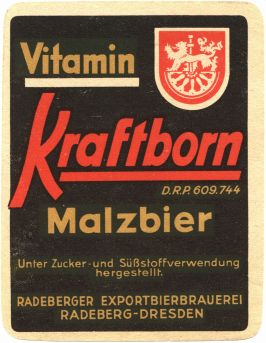 Vitamin
Kraftborn
D.R.P. 609.744
Malzbier
Unter Zucker- und Süßstoffverwendung
hergestellt.
RADEBERGER EXPORTBIERBRAUEREI
RADEBERG-DRESDEN